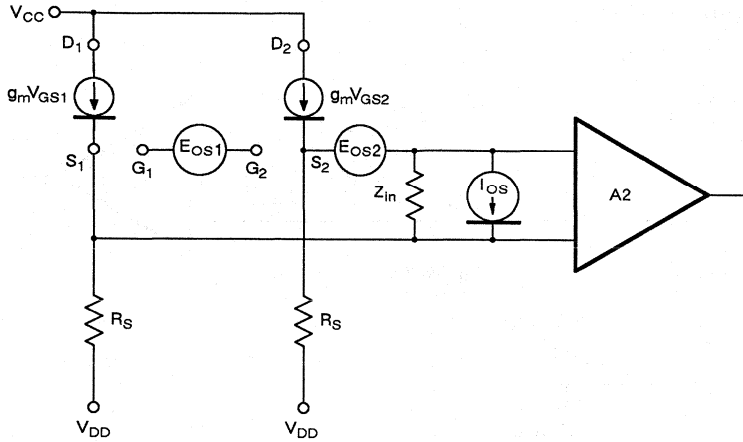 VCC
D1
D2
gmVGS1
gmVGS2
S1
G1
EOS1
G2
S2
EOS2
Zin
IOS
A2
RS
RS
VDD
VDD